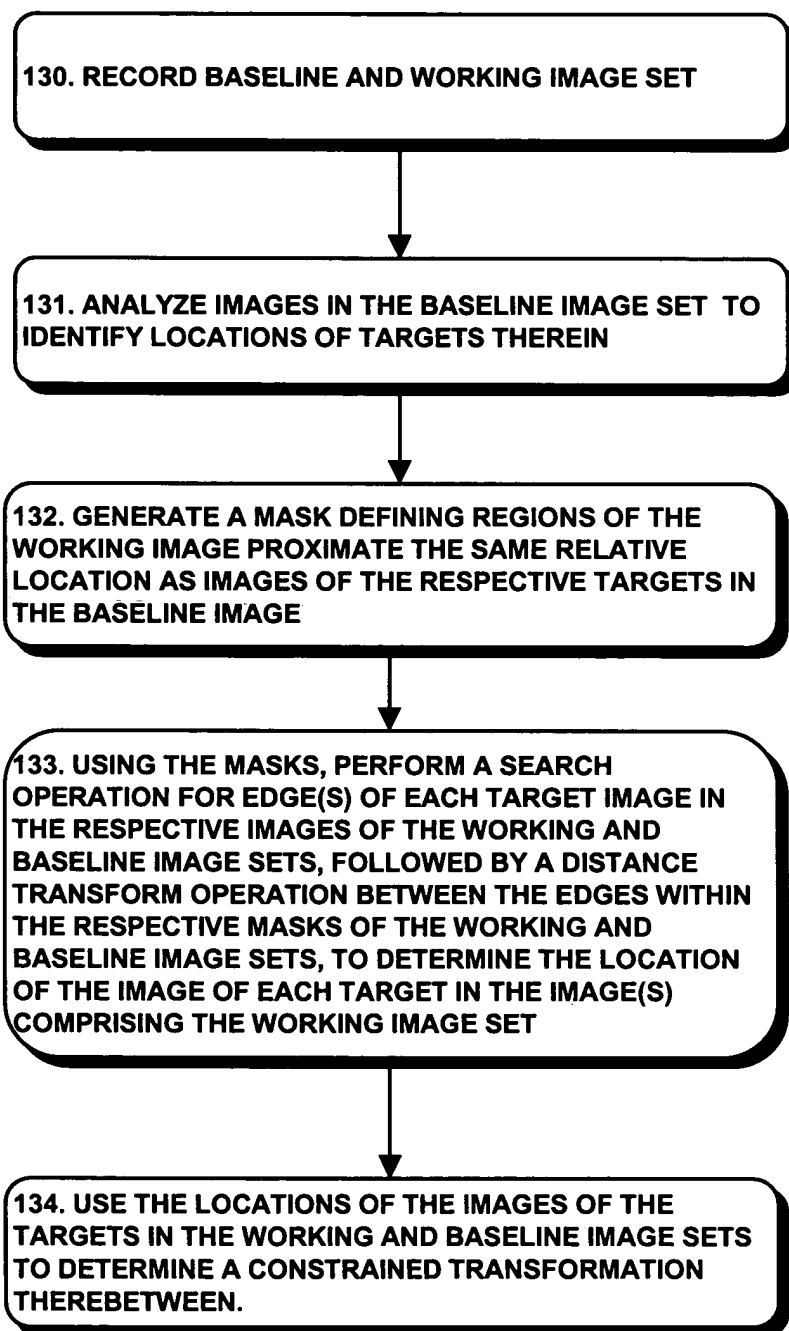 130. RECORD BASELINE AND WORKING IMAGE SET
131. ANALYZE IMAGES IN THE BASELINE IMAGE SET TO
IDENTIFY LOCATIONS OF TARGETS THEREIN
132. GENERATE A MASK DEFINING REGIONS OF THE
WORKING IMAGE PROXIMATE THE SAME RELATIVE
LOCATION AS IMAGES OF THE RESPECTIVE TARGETS IN
THE BASELINE IMAGE
133. USING THE MASKS, PERFORM A SEARCH
OPERATION FOR EDGE(S) OF EACH TARGET IMAGE IN
THE RESPECTIVE IMAGES OF THE WORKING AND
BASELINE IMAGE SETS, FOLLOWED BY A DISTANCE
TRANSFORM OPERATION BETWEEN THE EDGES WITHIN
THE RESPECTIVE MASKS OF THE WORKING AND
BASELINE IMAGE SETS, TO DETERMINE THE LOCATION
OF THE IMAGE OF EACH TARGET IN THE IMAGE(S)
COMPRISING THE WORKING IMAGE SET
134. USE THE LOCATIONS OF THE IMAGES OF THE
TARGETS IN THE WORKING AND BASELINE IMAGE SETS
TO DETERMINE A CONSTRAINED TRANSFORMATION
THEREBETWEEN.